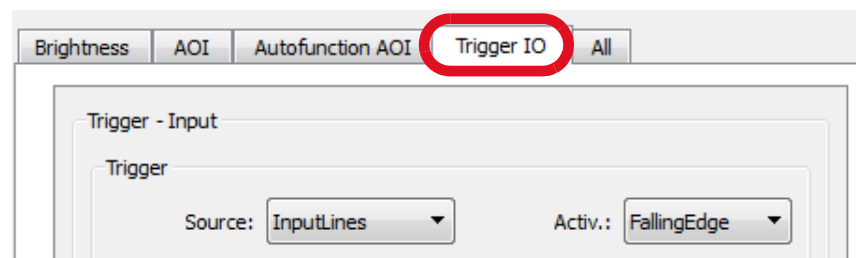 Brightness AOI Autofunction AOI Trigger IO All
Trigger - Input
Trigger
Source: InputLines Activ.: FallingEdge